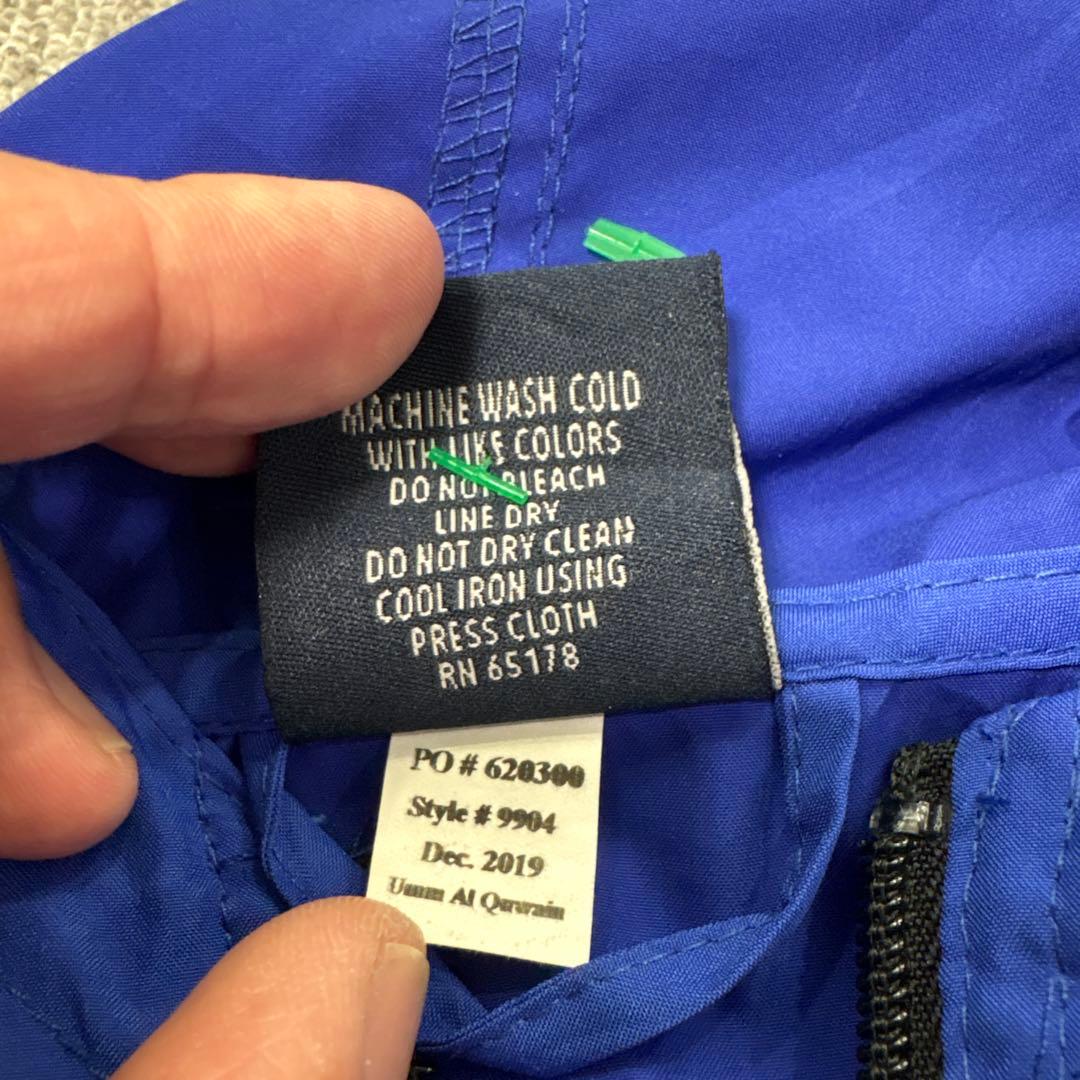 MACHINE WASH COLD
WITH LIKE COLORS
DO NOT BLEACH
LINE DRY
DO NOT DRY CLEAN
COOL IRON USING
PRESS CLOTH
RN 65178
PO # 620300
Style # 9904
Dec. 2019
Umm Al Quwain